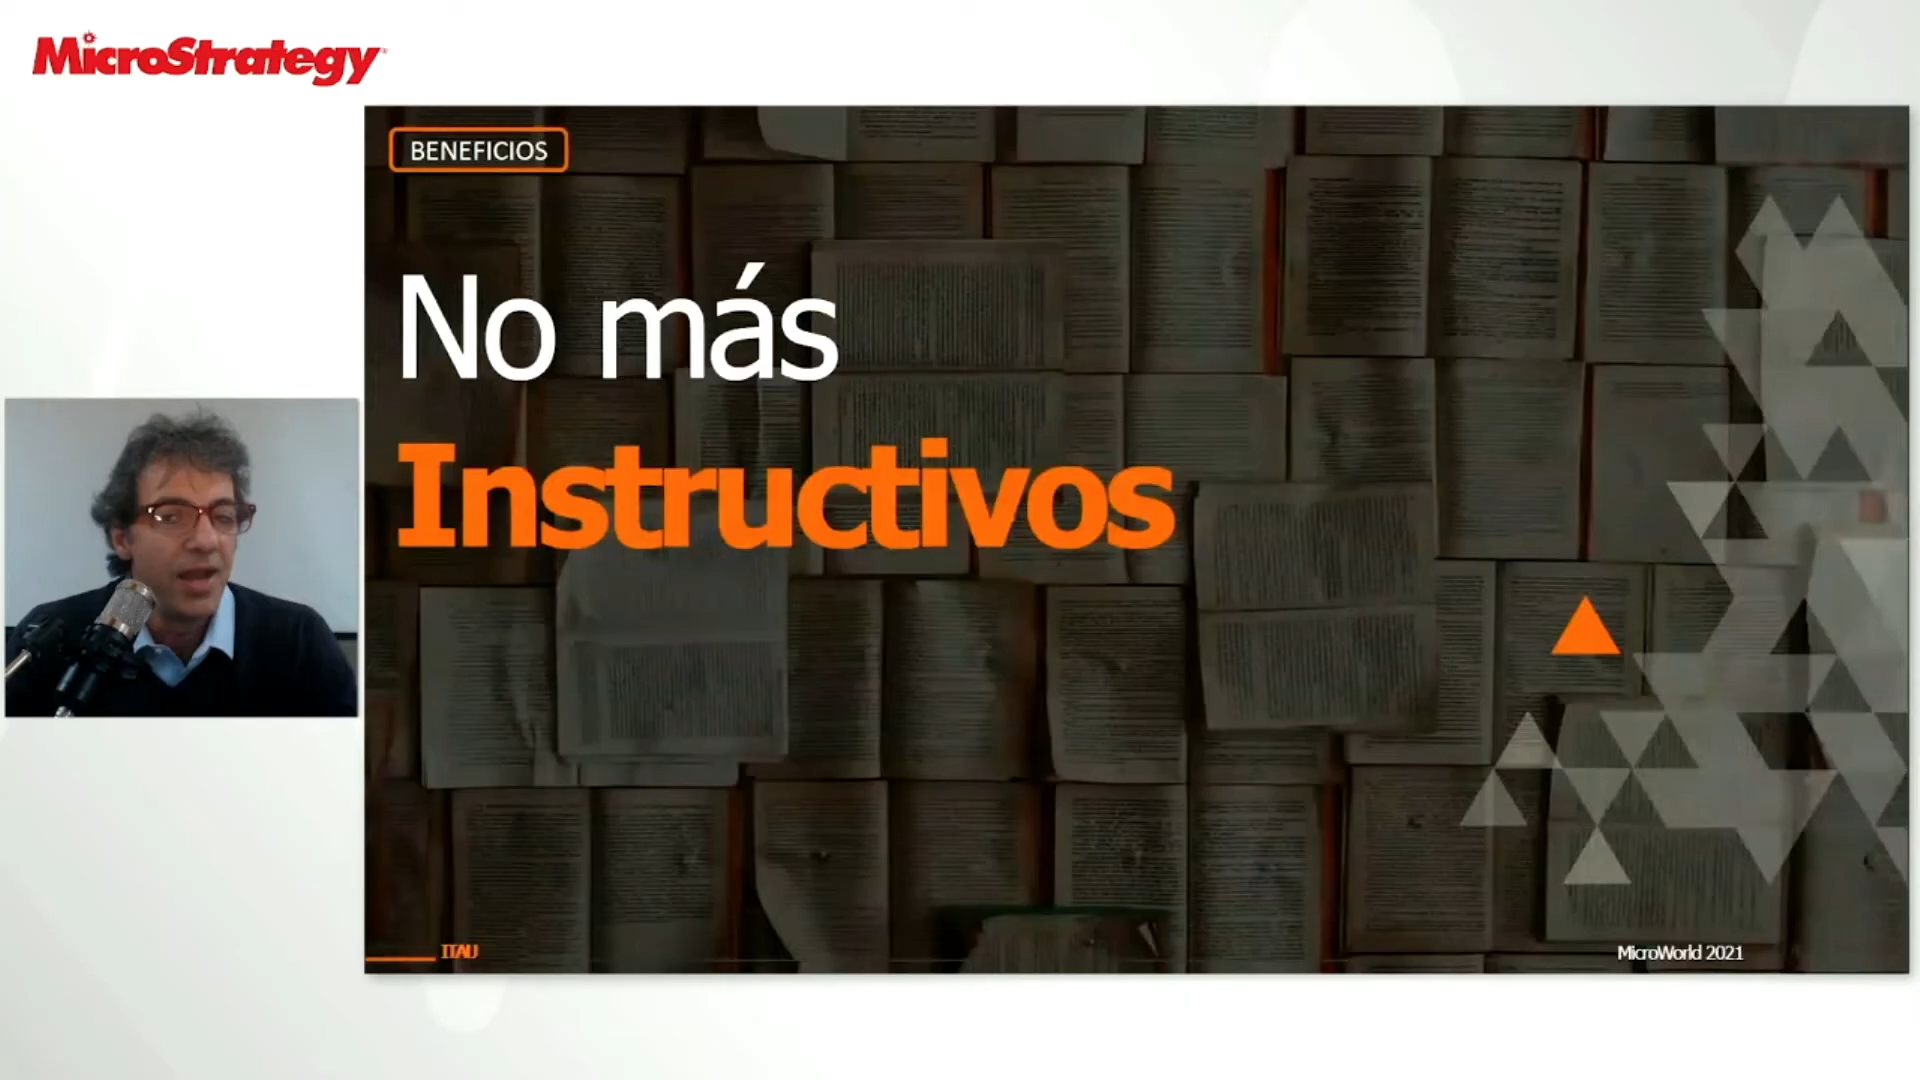 MicroStrategy
BENEFICIOS
No más
Instructivos
ITAU
MicroWorld 2021